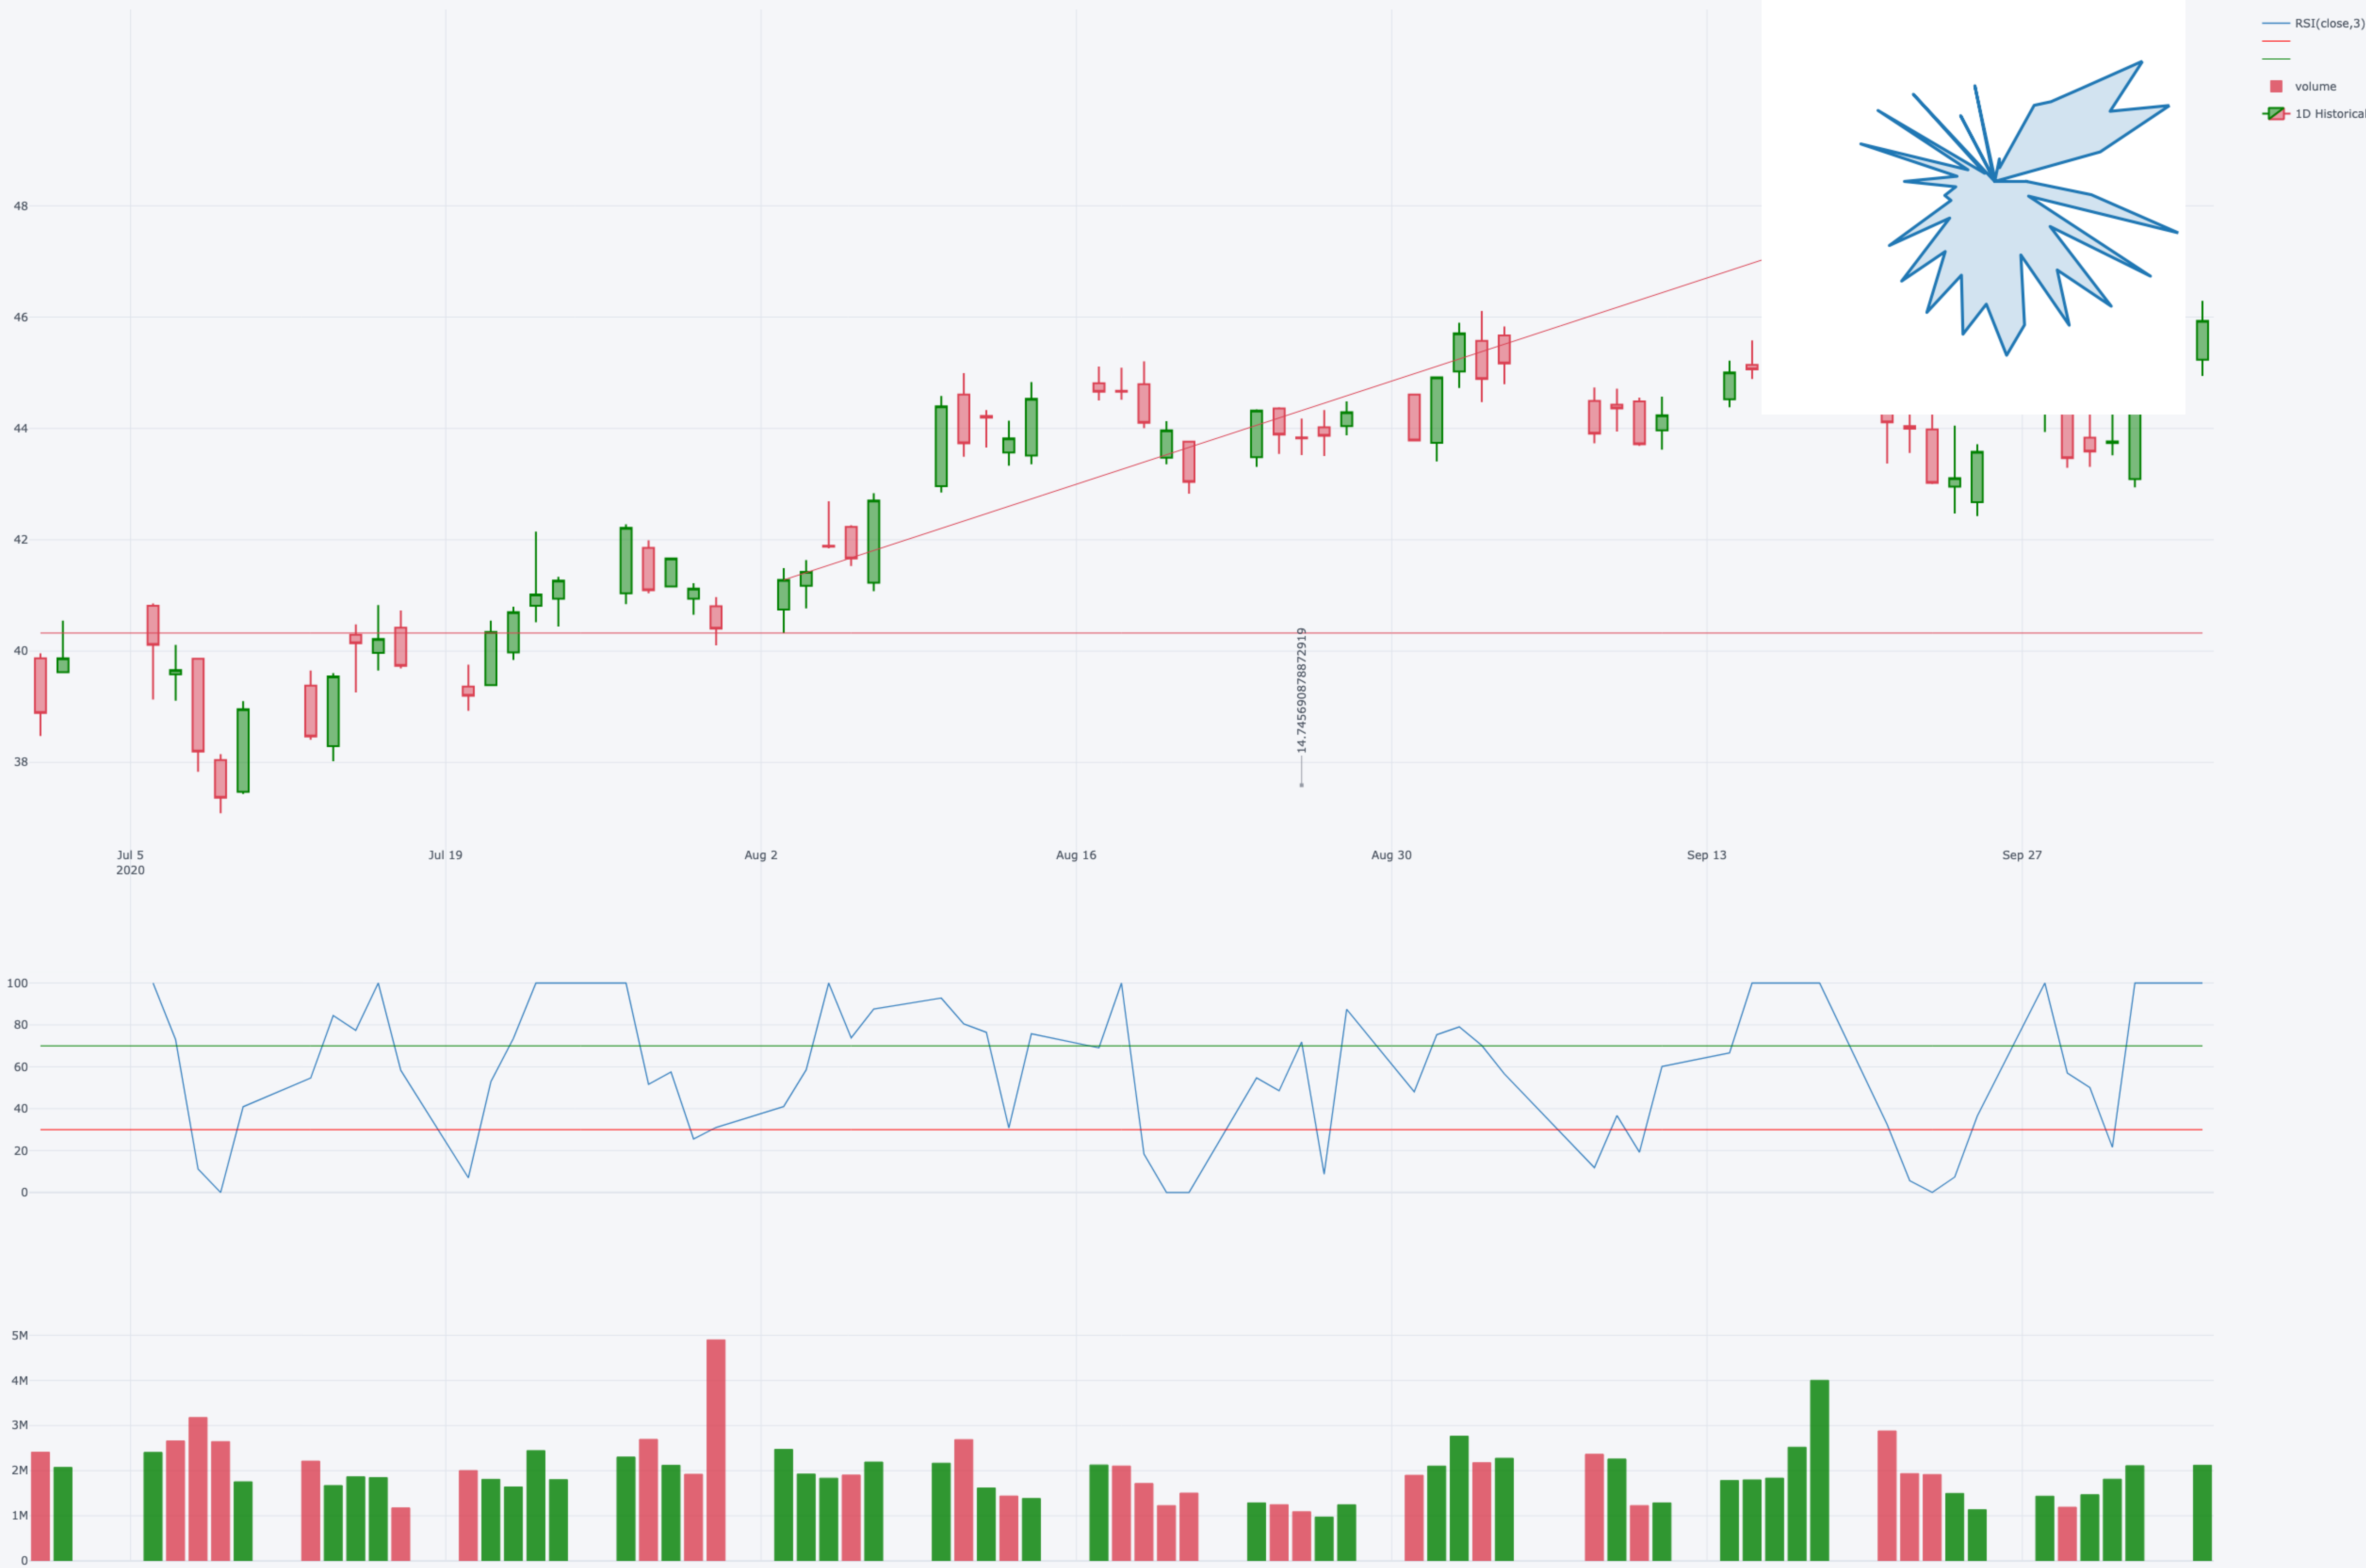 RSI(close,3)
volume
1D Historical
48
46
44
42
40
38
14.745690878872919
Jul 5
2020
Jul 19
Aug 2
Aug 16
Aug 30
Sep 13
Sep 27
100
80
60
40
20
0
5M
4M
3M
2M
1M
0